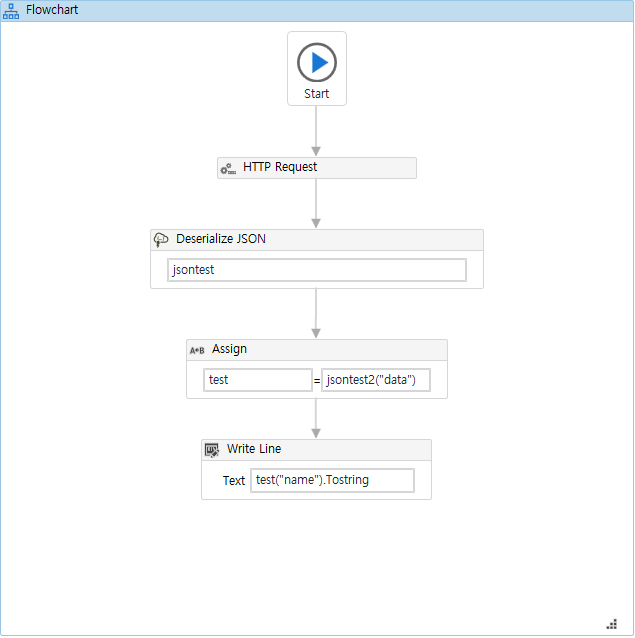 Flowchart
Start
HTTP Request
Deserialize JSON
jsontest
Assign
A+B
test = jsontest2("data")
Write Line
Text test("name").Tostring